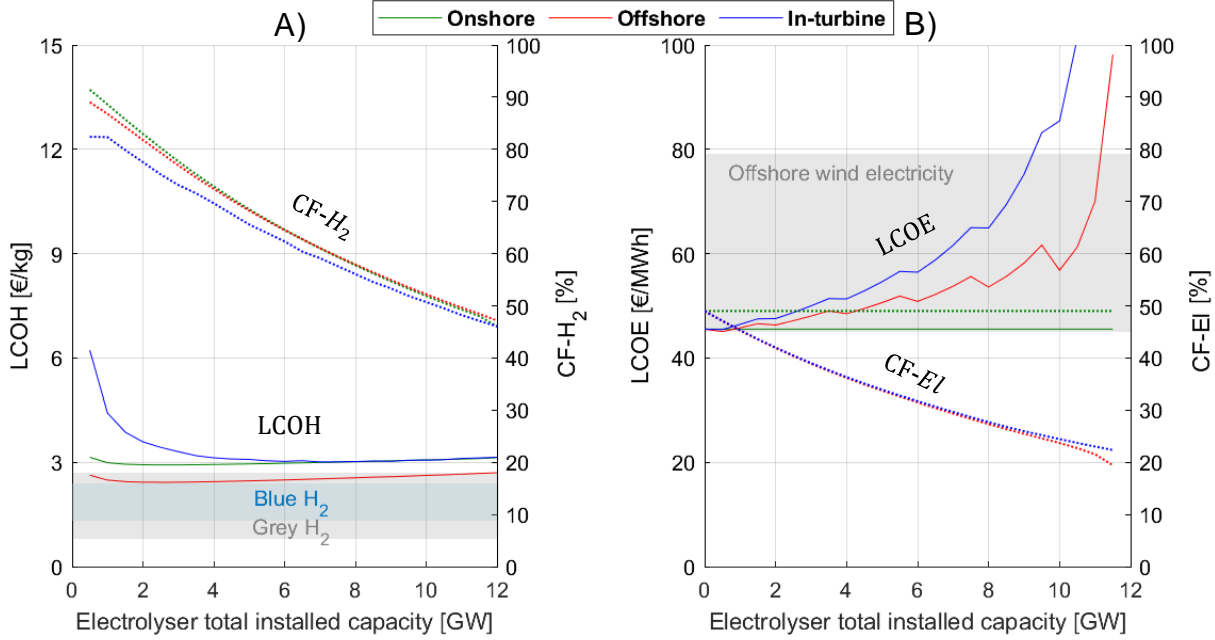 Onshore Offshore In-turbine
A)
B)
15
12
9
6
3
0
LCOH [€/kg]
100
90
80
70
60
50
40
30
20
10
0
CF-H2 [%]
CF-H2
LCOH
Blue H2
Grey H2
0 2 4 6 8 10 12
Electrolyser total installed capacity [GW]
100
80
60
40
20
0
LCOE [€/MWh]
100
90
80
70
60
50
40
30
20
10
0
CF-El [%]
Offshore wind electricity
LCOE
CF-El
0 2 4 6 8 10 12
Electrolyser total installed capacity [GW]